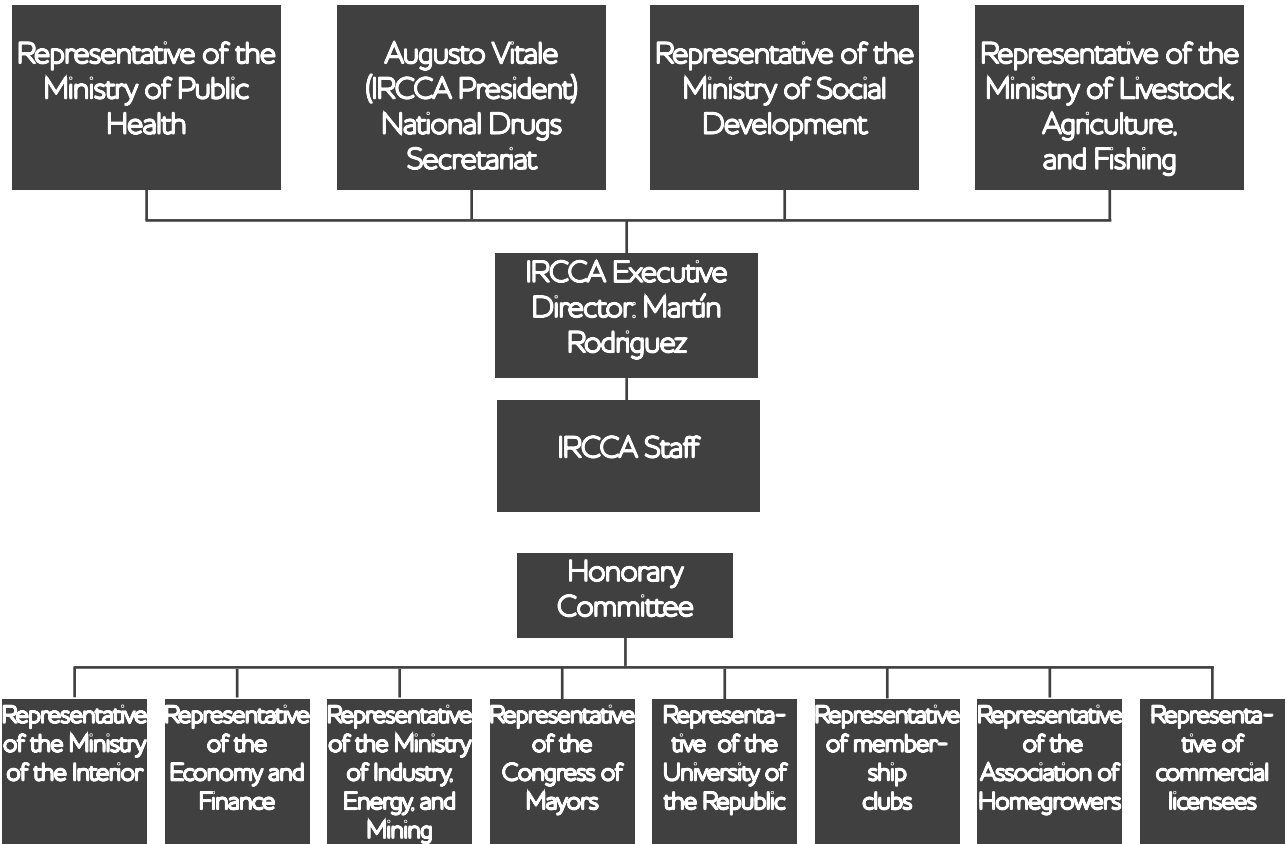 Representative of the
Ministry of Public
Health
Augusto Vitale
(IRCCA President)
National Drugs
Secretariat
Representative of the
Ministry of Social
Development
Representative of the
Ministry of Livestock,
Agriculture,
and Fishing
IRCCA Executive
Director: Martín
Rodriguez
IRCCA Staff
Honorary
Committee
Representative
of the Ministry
of the Interior
Representative
of the
Economy and
Finance
Representative
of the Ministry
of Industry,
Energy, and
Mining
Representative
of the
Congress of
Mayors
Representa-
tive of the
University of
the Republic
Representative
of member-
ship
clubs
Representative
of the
Association of
Homegrowers
Representa-
tive of
commercial
licensees